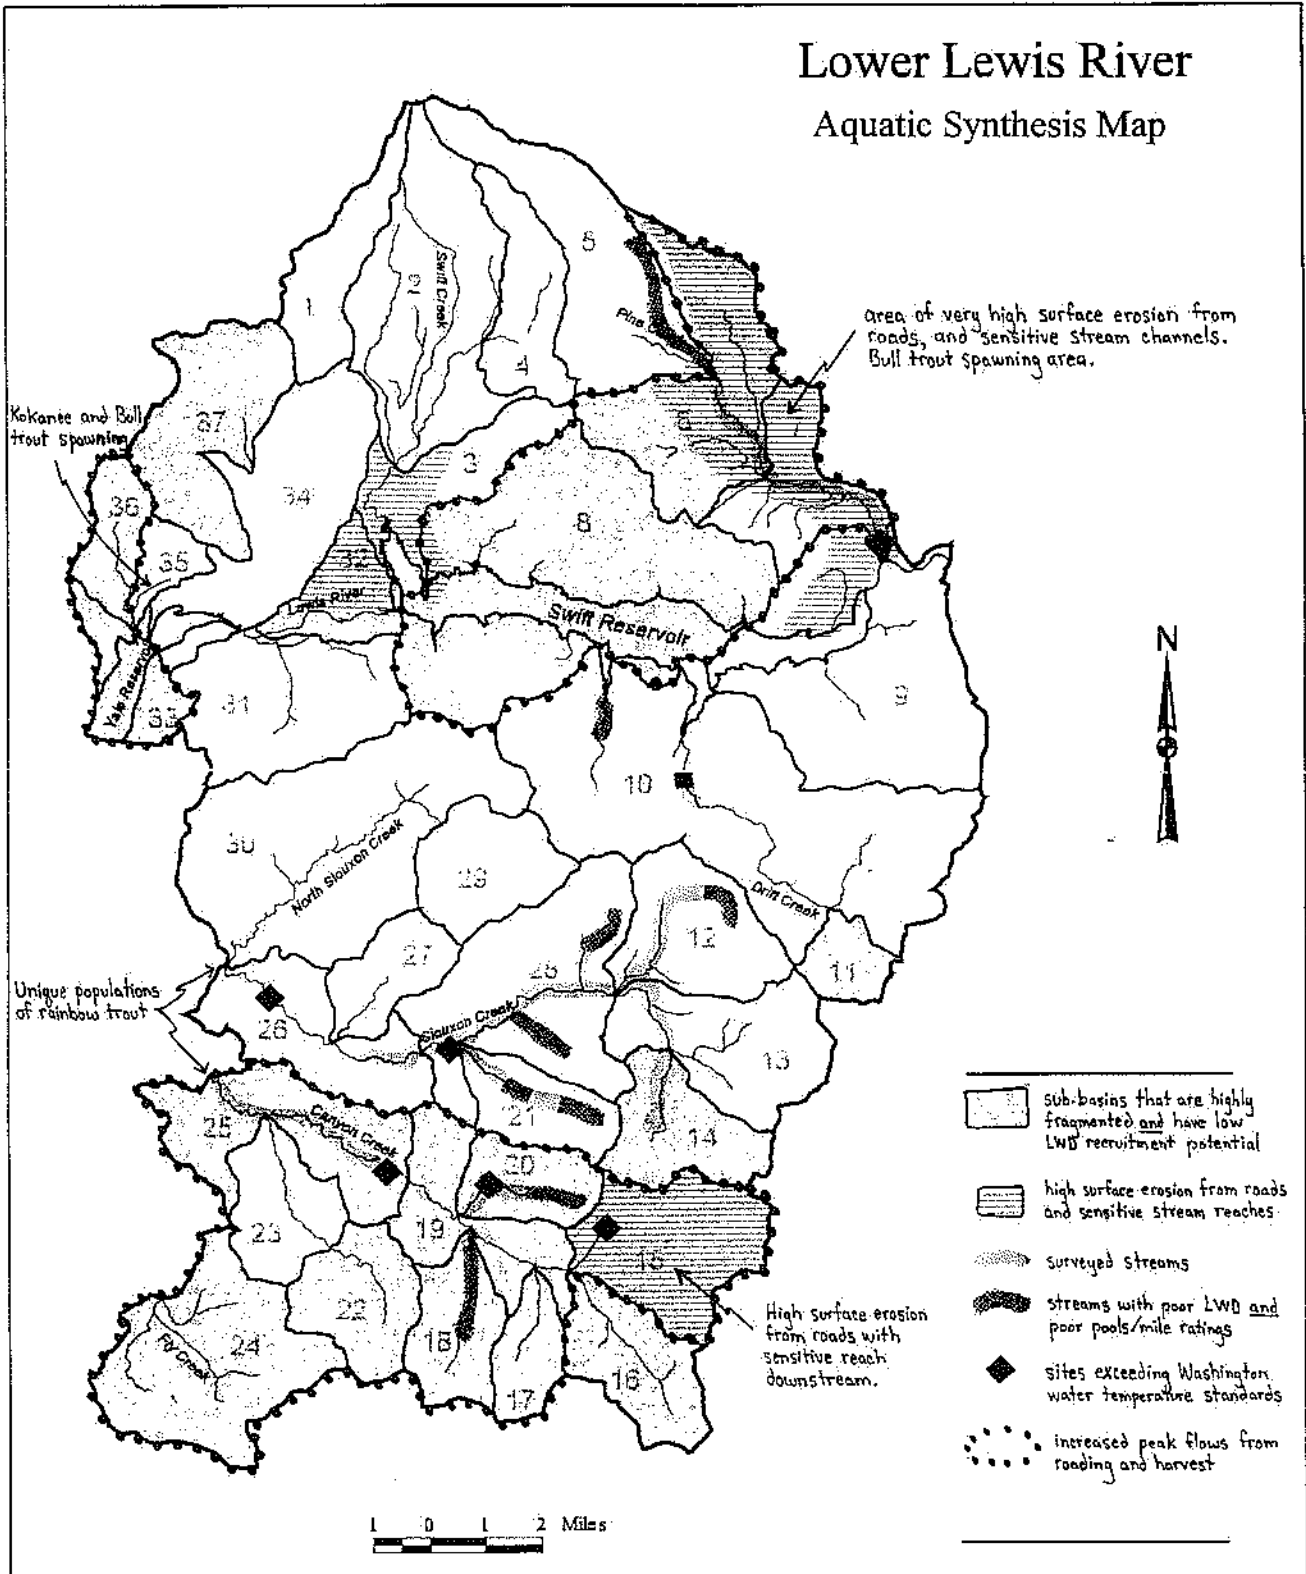 Lower Lewis River
Aquatic Synthesis Map
5
2
Swift Creek
1
Pine
area of very high surface erosion from
roads, and sensitive stream channels.
Bull trout spawning area.
4
Kokanee and Bull
trout spawning
37
6
7
3
34
36
8
35
32
Lewis River
Swift Reservoir
N
Yale Reservoir
33
31
9
10
30
North Siouxon Creek
29
Drift Creek
12
27
28
11
Unique populations
of rainbow trout
26
Siouxon Creek
13
sub-basins that are highly
fragmented and have low
LWD recruitment potential
25
Canyon Creek
21
14
20
high surface erosion from roads
and sensitive stream reaches
23
19
15
surveyed streams
22
streams with poor LWD and
poor pools/mile ratings
High surface erosion
from roads with
sensitive reach
downstream.
Fly Creek
24
18
17
16
sites exceeding Washington
water temperature standards
increased peak flows from
roading and harvest
1 0 1 2 Miles